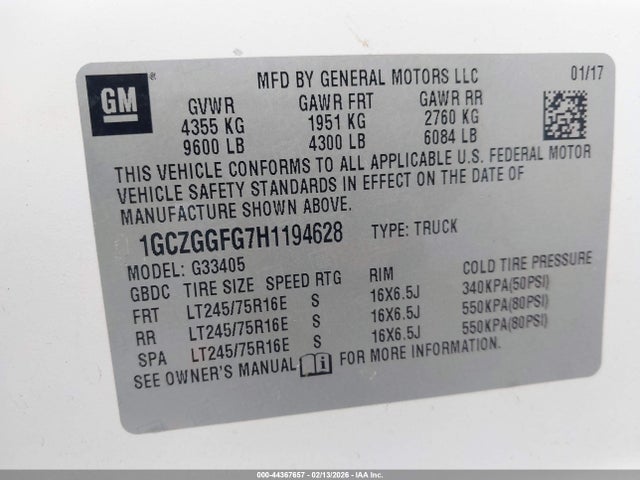 GM
MFD BY GENERAL MOTORS LLC 01/17
GVWR GAWR FRT GAWR RR
4355 KG 1951 KG 2760 KG
9600 LB 4300 LB 6084 LB
THIS VEHICLE CONFORMS TO ALL APPLICABLE U.S. FEDERAL MOTOR
VEHICLE SAFETY STANDARDS IN EFFECT ON THE DATE OF
MANUFACTURE SHOWN ABOVE.
1GCZGGFG7H1194628 TYPE: TRUCK
MODEL: G33405
GBDC TIRE SIZE SPEED RTG RIM COLD TIRE PRESSURE
FRT LT245/75R16E S 16X6.5J 340KPA(50PSI)
RR LT245/75R16E S 16X6.5J 550KPA(80PSI)
SPA LT245/75R16E S 16X6.5J 550KPA(80PSI)
SEE OWNER'S MANUAL i FOR MORE INFORMATION.
000-44367657 - 02/13/2026 - IAA Inc.